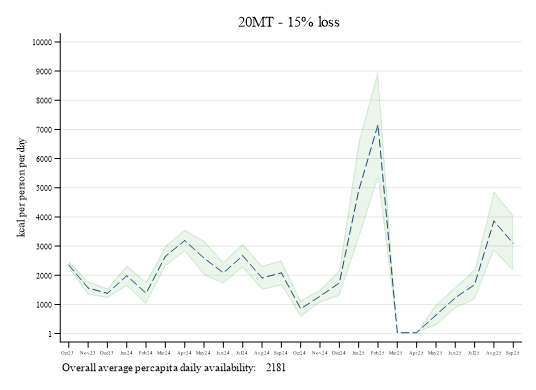 20MT - 15% loss
10000
9000
8000
7000
6000
5000
4000
3000
2000
1000
1
kcal per person per day
Oct23 Nov23 Dec23 Jan24 Feb24 Mar24 Apr24 May24 Jun24 Jul24 Aug24 Sep24 Oct24 Nov24 Dec24 Jan25 Feb25 Mar25 Apr25 May25 Jun25 Jul25 Aug25 Sep25
Overall average percapita daily availability: 2181